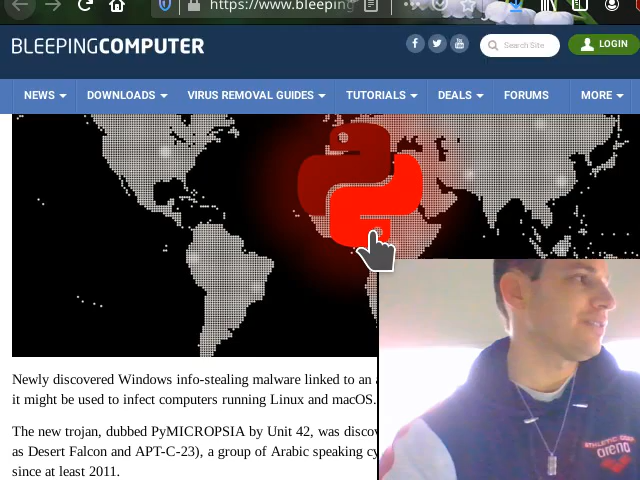 https://www.bleeping
BLEEPINGCOMPUTER
Search Site
LOGIN
NEWS DOWNLOADS VIRUS REMOVAL GUIDES TUTORIALS DEALS FORUMS MORE
Newly discovered Windows info-stealing malware linked to an
it might be used to infect computers running Linux and macOS.
The new trojan, dubbed PyMICROPSIA by Unit 42, was
as Desert Falcon and APT-C-23), a group of Arabic speaking
since at least 2011.
ATHLETIC
arena